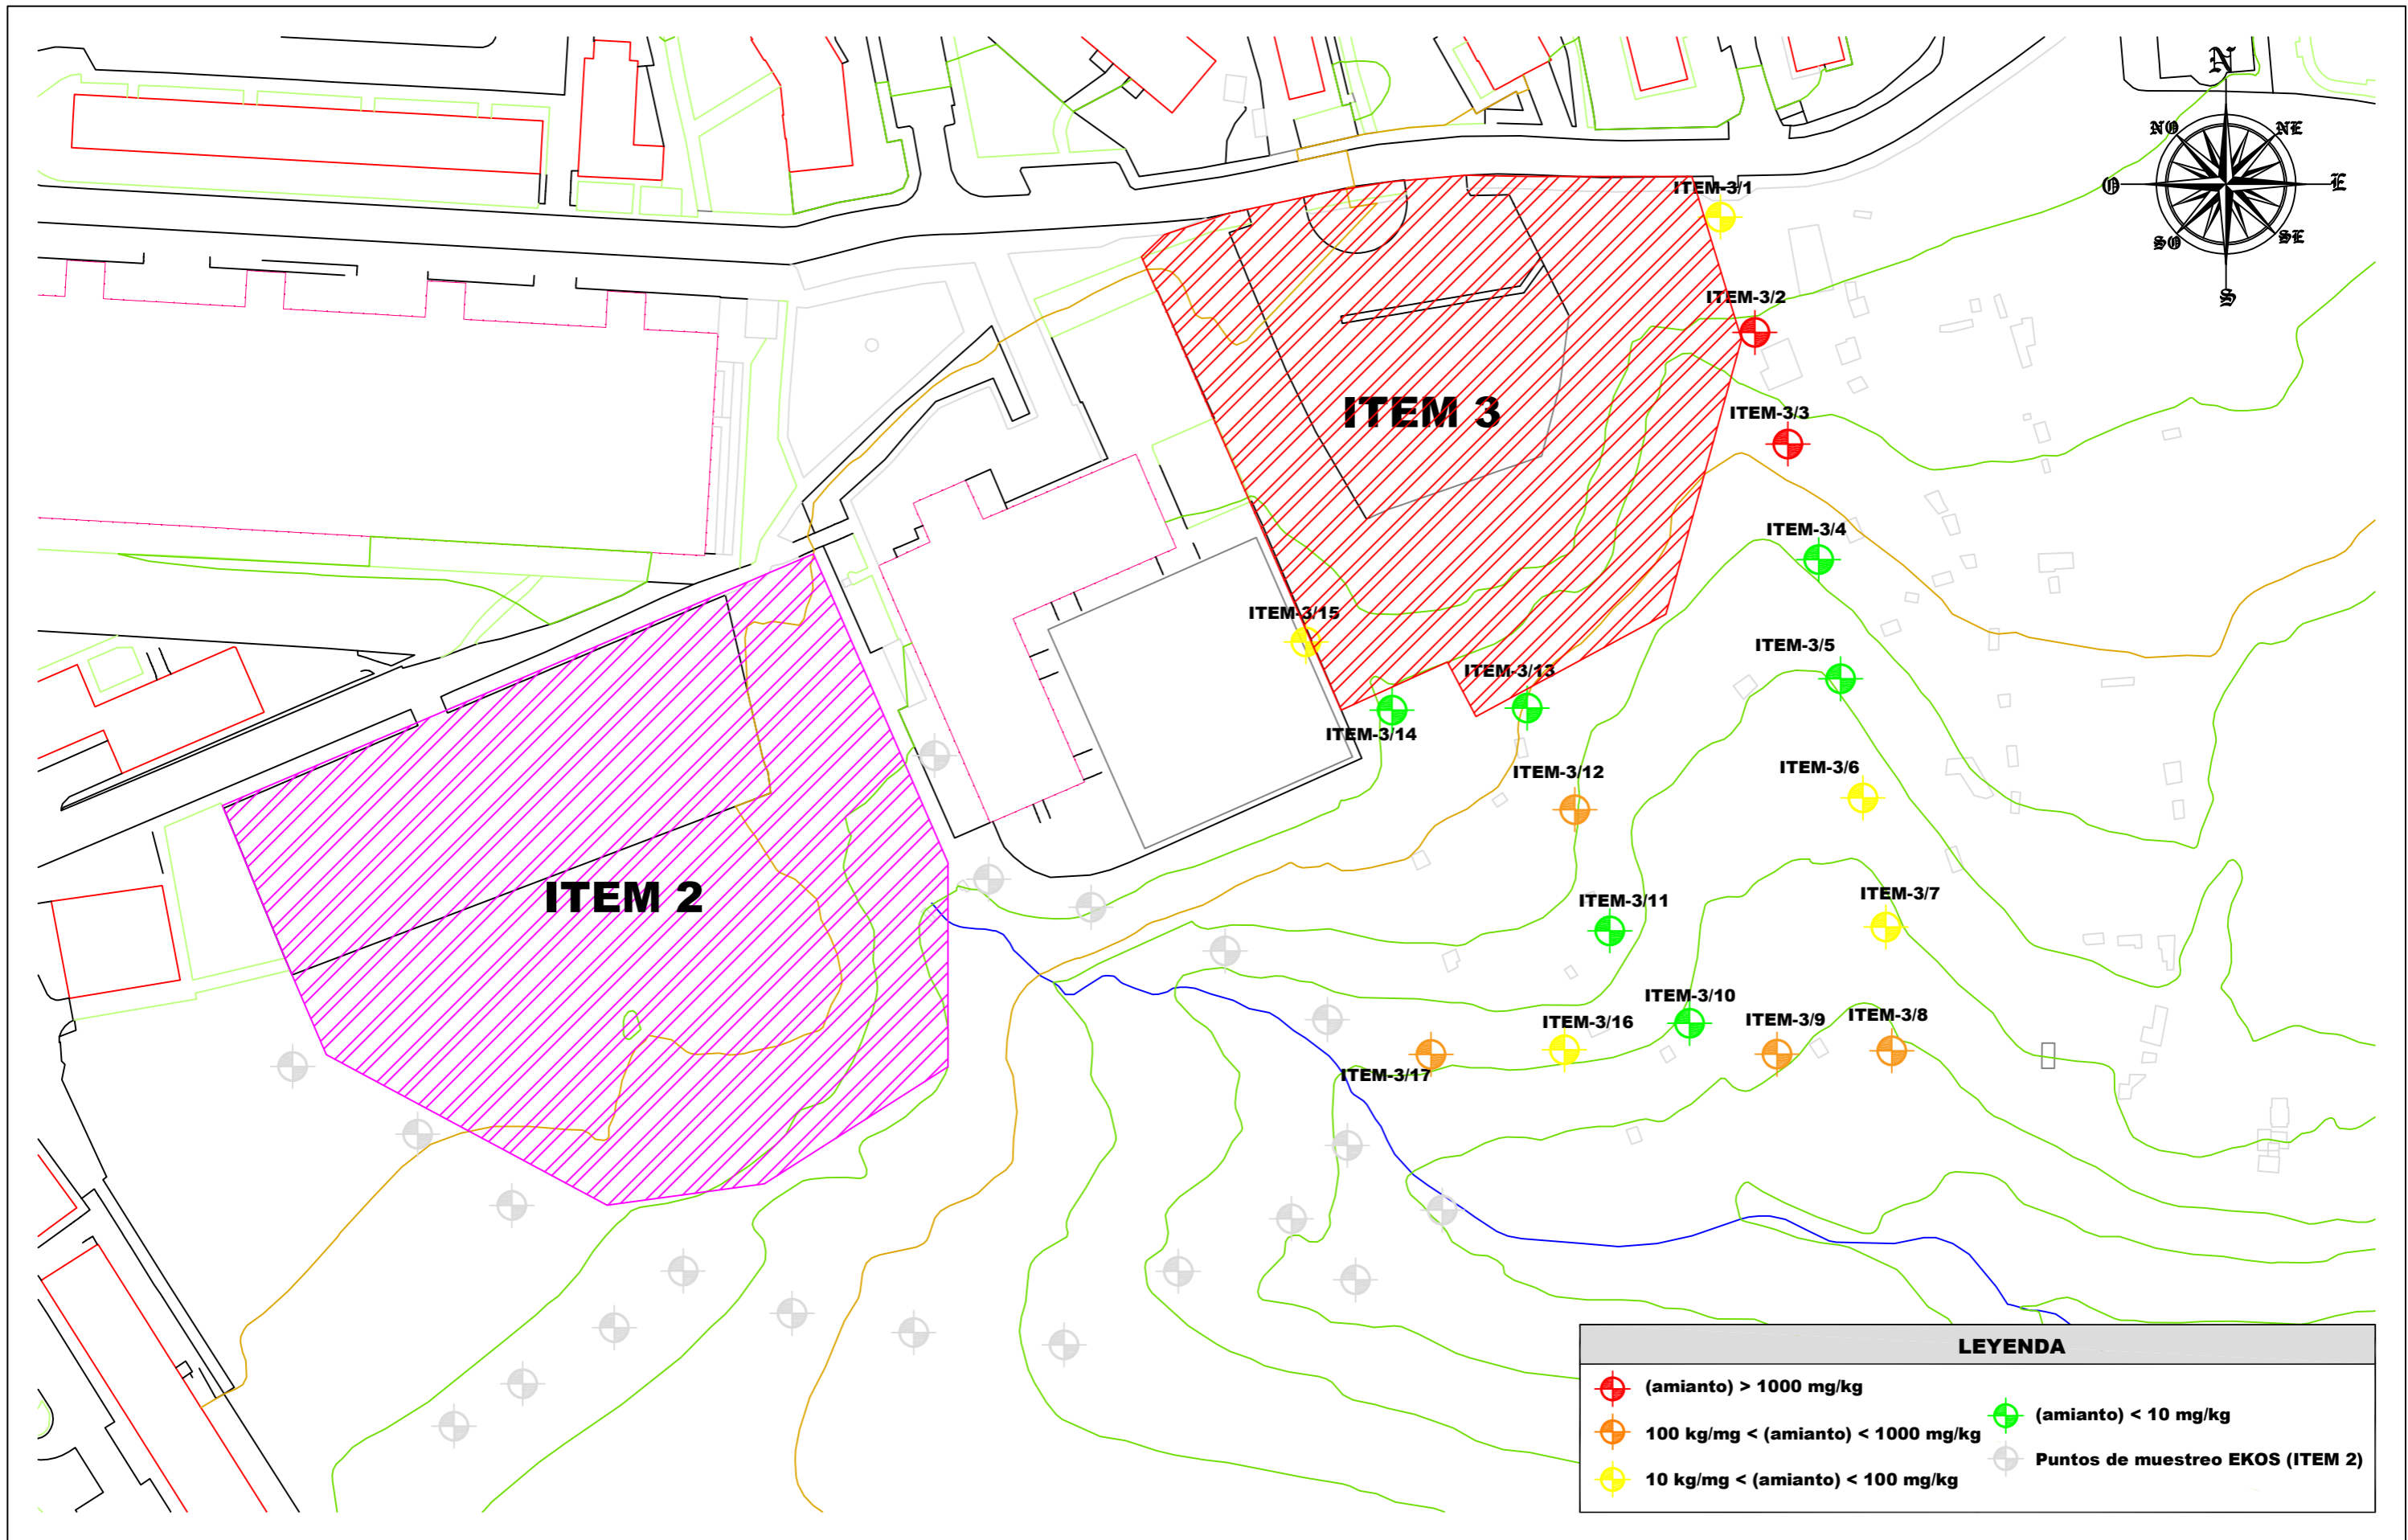 N
NO
NE
O
E
SO
SE
S
ITEM-3/1
ITEM-3/2
ITEM 3
ITEM-3/3
ITEM-3/4
ITEM-3/15
ITEM-3/5
ITEM-3/13
ITEM-3/14
ITEM-3/12
ITEM-3/6
ITEM 2
ITEM-3/11
ITEM-3/7
ITEM-3/10
ITEM-3/16
ITEM-3/9
ITEM-3/8
ITEM-3/17
LEYENDA
(amianto) > 1000 mg/kg
100 kg/mg < (amianto) < 1000 mg/kg
10 kg/mg < (amianto) < 100 mg/kg
(amianto) < 10 mg/kg
Puntos de muestreo EKOS (ITEM 2)